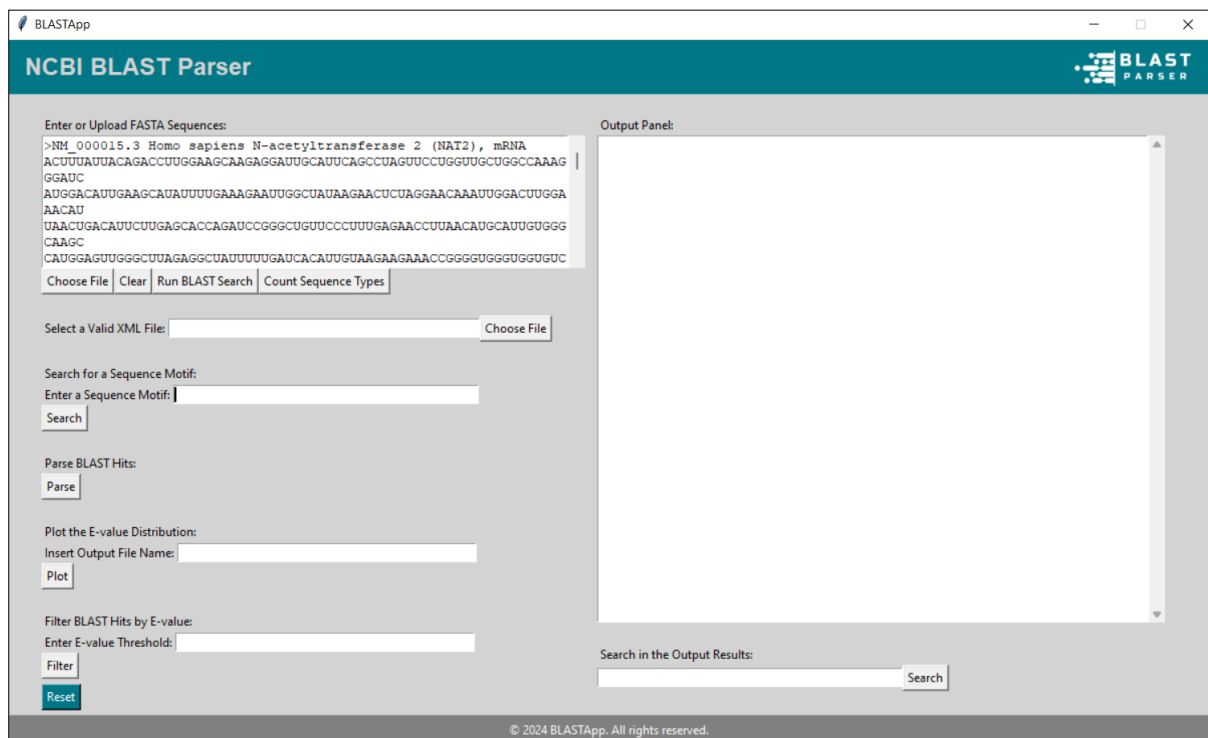 BLASTApp
NCBI BLAST Parser
BLAST
PARSER
Enter or Upload FASTA Sequences:
>NM_000015.3 Homo sapiens N-acetyltransferase 2 (NAT2), mRNA
ACUUUAUUACAGACCUUGGAAGCAAGAGGAUUGCAUUCAGCCUAGUUCCUGGUUGCUGGCCAAAG
GGAUC
AUGGACAUUGAAGCAUAUUUUGAAAGAAUUGGCUAUAAGAACUCUAGGAACAAAUUGGACUUGGA
AACAU
UAACUGACAUUCUUGAGCACCAGAUCCGGGCUGUUCCCUUUGAGAACCUUAACAUGCAUUGUGGG
CAAGC
CAUGGAGUUGGGCUUAGAGGCUAUUUUUGAUCACAUUGUAAGAAGAAACCGGGGUGGGUGGUGUC
Choose File Clear Run BLAST Search Count Sequence Types
Select a Valid XML File: Choose File
Search for a Sequence Motif:
Enter a Sequence Motif:
Search
Parse BLAST Hits:
Parse
Plot the E-value Distribution:
Insert Output File Name:
Plot
Filter BLAST Hits by E-value:
Enter E-value Threshold:
Filter
Reset
Output Panel:
Search in the Output Results:
Search
© 2024 BLASTApp. All rights reserved.